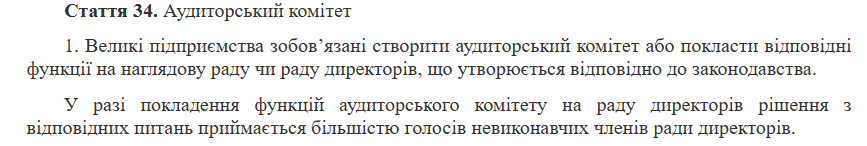 Стаття 34. Аудиторський комітет
1. Великі підприємства зобов’язані створити аудиторський комітет або покласти відповідні
функції на наглядову раду чи раду директорів, що утворюється відповідно до законодавства.
У разі покладення функцій аудиторського комітету на раду директорів рішення з
відповідних питань приймається більшістю голосів невиконавчих членів ради директорів.